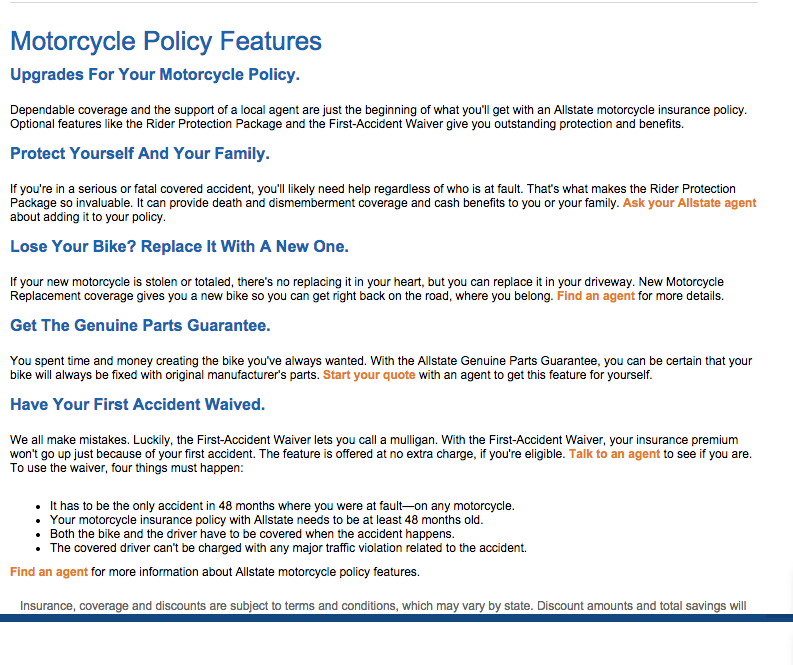 Motorcycle Policy Features
Upgrades For Your Motorcycle Policy.
Dependable coverage and the support of a local agent are just the beginning of what you'll get with an Allstate motorcycle insurance policy.
Optional features like the Rider Protection Package and the First-Accident Waiver give you outstanding protection and benefits.
Protect Yourself And Your Family.
If you're in a serious or fatal covered accident, you'll likely need help regardless of who is at fault. That's what makes the Rider Protection
Package so invaluable. It can provide death and dismemberment coverage and cash benefits to you or your family. Ask your Allstate agent
about adding it to your policy.
Lose Your Bike? Replace It With A New One.
If your new motorcycle is stolen or totaled, there's no replacing it in your heart, but you can replace it in your driveway. New Motorcycle
Replacement coverage gives you a new bike so you can get right back on the road, where you belong. Find an agent for more details.
Get The Genuine Parts Guarantee.
You spent time and money creating the bike you've always wanted. With the Allstate Genuine Parts Guarantee, you can be certain that your
bike will always be fixed with original manufacturer's parts. Start your quote with an agent to get this feature for yourself.
Have Your First Accident Waived.
We all make mistakes. Luckily, the First-Accident Waiver lets you call a mulligan. With the First-Accident Waiver, your insurance premium
won't go up just because of your first accident. The feature is offered at no extra charge, if you're eligible. Talk to an agent to see if you are.
To use the waiver, four things must happen:
• It has to be the only accident in 48 months where you were at fault—on any motorcycle.
• Your motorcycle insurance policy with Allstate needs to be at least 48 months old.
• Both the bike and the driver have to be covered when the accident happens.
• The covered driver can't be charged with any major traffic violation related to the accident.
Find an agent for more information about Allstate motorcycle policy features.
Insurance, coverage and discounts are subject to terms and conditions, which may vary by state. Discount amounts and total savings will